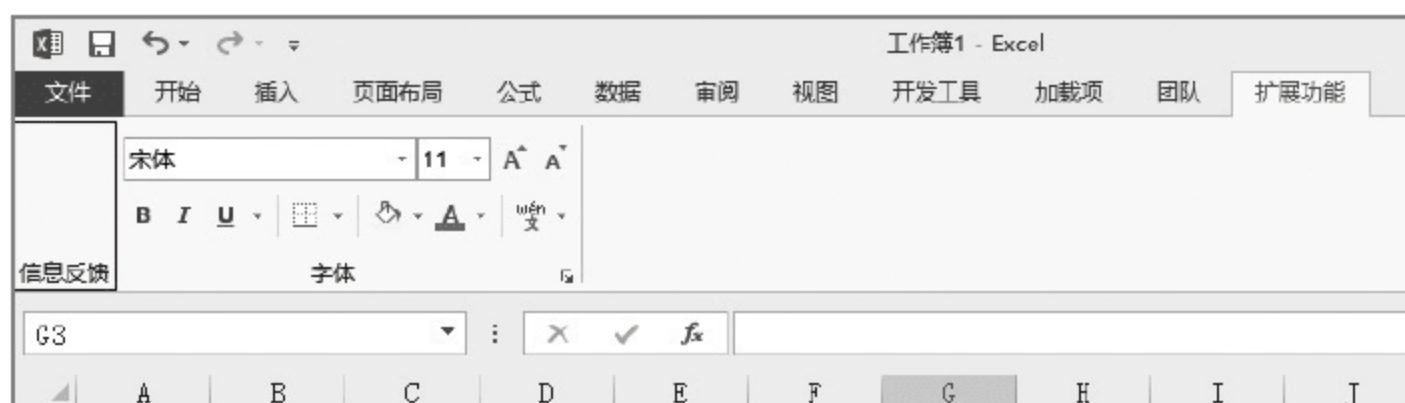 工作簿1 - Excel
文件 开始 插入 页面布局 公式 数据 审阅 视图 开发工具 加载项 团队 扩展功能
宋体 11 A A
B I U A wén 文
信息反馈 字体
G3 fx
A B C D E F G H I J